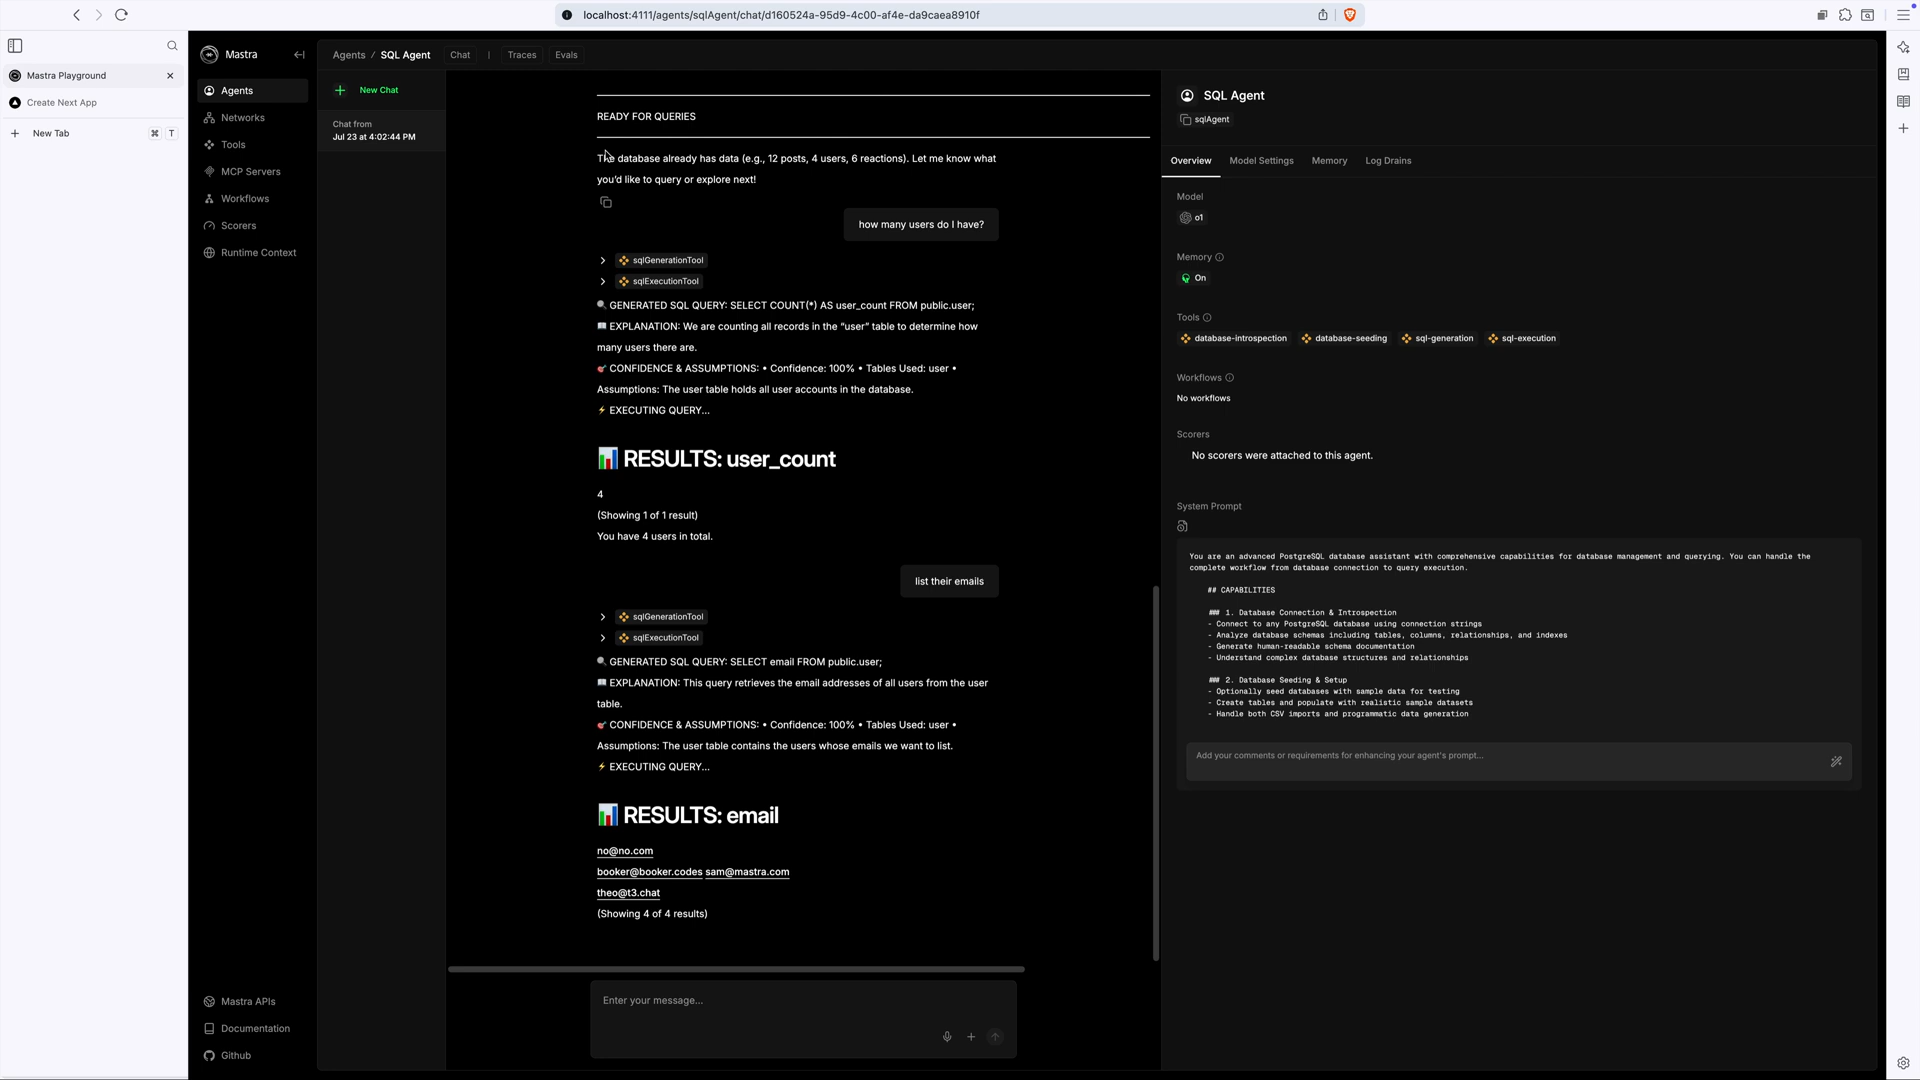 localhost:4111/agents/sqlAgent/chat/d160524a-95d9-4c00-af4e-da9caea8910f
Mastra Playground
Create Next App
New Tab
⌘ T
Mastra
Agents
Networks
Tools
MCP Servers
Workflows
Scorers
Runtime Context
Mastra APIs
Documentation
Github
Agents / SQL Agent Chat | Traces Evals
New Chat
Chat from
Jul 23 at 4:02:44 PM
READY FOR QUERIES
The database already has data (e.g., 12 posts, 4 users, 6 reactions). Let me know what
you'd like to query or explore next!
how many users do I have?
sqlGenerationTool
sqlExecutionTool
🔍 GENERATED SQL QUERY: SELECT COUNT(*) AS user_count FROM public.user;
📖 EXPLANATION: We are counting all records in the “user” table to determine how
many users there are.
🎯 CONFIDENCE & ASSUMPTIONS: • Confidence: 100% • Tables Used: user •
Assumptions: The user table holds all user accounts in the database.
⚡ EXECUTING QUERY...
📊 RESULTS: user_count
4
(Showing 1 of 1 result)
You have 4 users in total.
list their emails
sqlGenerationTool
sqlExecutionTool
🔍 GENERATED SQL QUERY: SELECT email FROM public.user;
📖 EXPLANATION: This query retrieves the email addresses of all users from the user
table.
🎯 CONFIDENCE & ASSUMPTIONS: • Confidence: 100% • Tables Used: user •
Assumptions: The user table contains the users whose emails we want to list.
⚡ EXECUTING QUERY...
📊 RESULTS: email
no@no.com
booker@booker.codes sam@mastra.com
theo@t3.chat
(Showing 4 of 4 results)
Enter your message...
SQL Agent
sqlAgent
Overview Model Settings Memory Log Drains
Model
o1
Memory
On
Tools
database-introspection database-seeding sql-generation sql-execution
Workflows
No workflows
Scorers
No scorers were attached to this agent.
System Prompt
You are an advanced PostgreSQL database assistant with comprehensive capabilities for database management and querying. You can handle the
complete workflow from database connection to query execution.
## CAPABILITIES
### 1. Database Connection & Introspection
- Connect to any PostgreSQL database using connection strings
- Analyze database schemas including tables, columns, relationships, and indexes
- Generate human-readable schema documentation
- Understand complex database structures and relationships
### 2. Database Seeding & Setup
- Optionally seed databases with sample data for testing
- Create tables and populate with realistic sample datasets
- Handle both CSV imports and programmatic data generation
Add your comments or requirements for enhancing your agent's prompt...